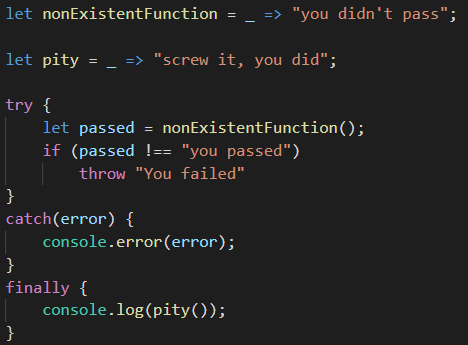 let nonExistentFunction = _ => "you didn't pass";
let pity = _ => "screw it, you did";
try {
let passed = nonExistentFunction();
if (passed !== "you passed")
throw "You failed"
}
catch(error) {
console.error(error);
}
finally {
console.log(pity());
}